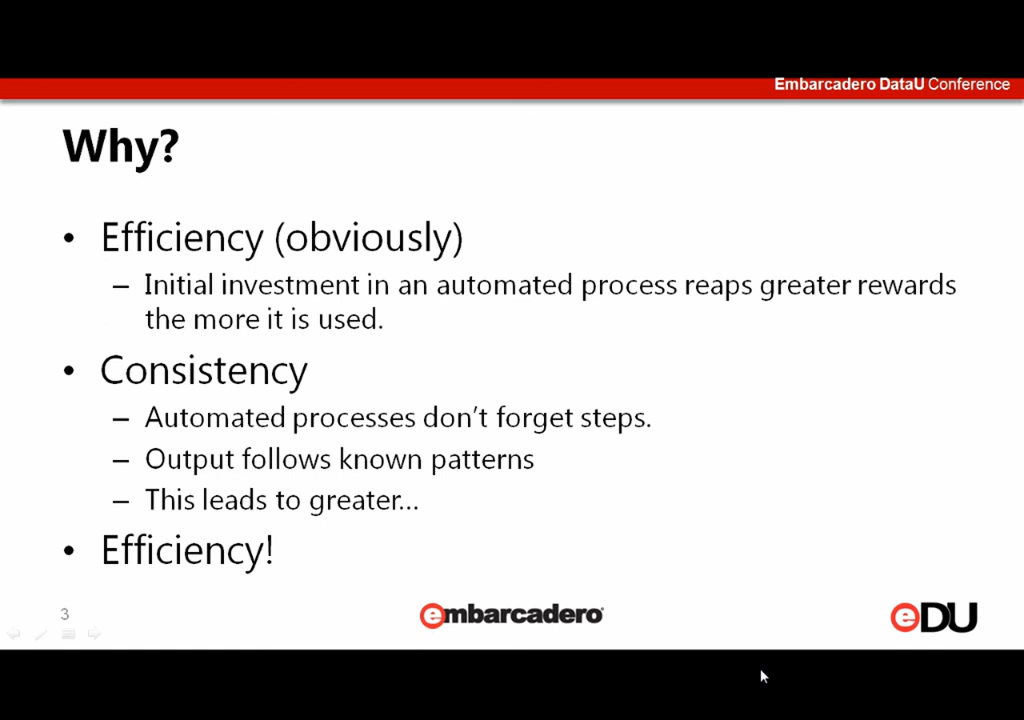 Embarcadero DataU Conference
Why?
• Efficiency (obviously)
– Initial investment in an automated process reaps greater rewards
the more it is used.
• Consistency
– Automated processes don’t forget steps.
– Output follows known patterns
– This leads to greater…
• Efficiency!
3
embarcadero®
eDU